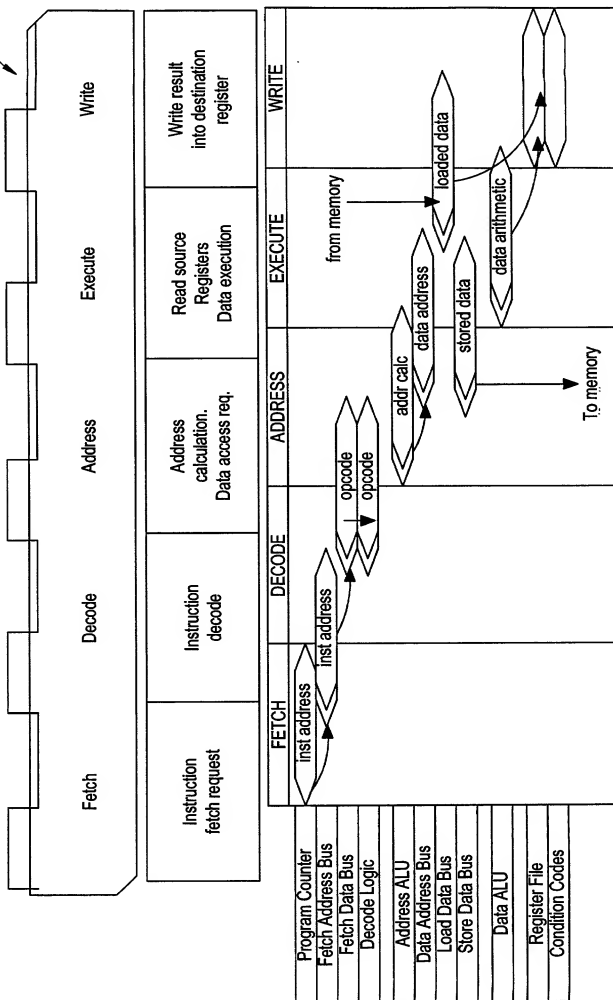 Fetch
Decode
Address
Execute
Write
Instruction
fetch request
Instruction
decode
Address
calculation.
Data access req.
Read source
Registers
Data execution
Write result
into destination
register
FETCH
DECODE
ADDRESS
EXECUTE
WRITE
Program Counter
inst address
Fetch Address Bus
inst address
Fetch Data Bus
opcode
Decode Logic
opcode
Address ALU
addr calc
Data Address Bus
data address
Load Data Bus
from memory
loaded data
Store Data Bus
stored data
To memory
Data ALU
data arithmetic
Register File
Condition Codes